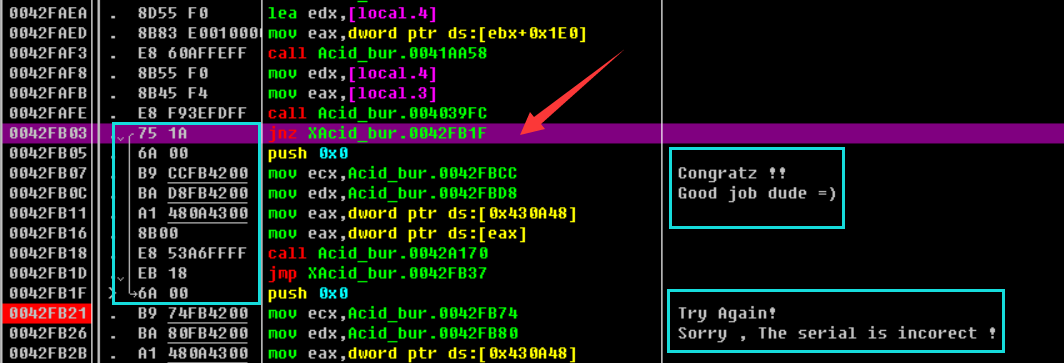 0042FAEA . 8D55 F0 lea edx,[local.4]
0042FAED . 8B83 E0010000 mov eax,dword ptr ds:[ebx+0x1E0]
0042FAF3 . E8 60AFFEFF call Acid_bur.0041AA58
0042FAF8 . 8B55 F0 mov edx,[local.4]
0042FAFB . 8B45 F4 mov eax,[local.3]
0042FAFE . E8 F93EFDFF call Acid_bur.004039FC
0042FB03 75 1A jnz XAcid_bur.0042FB1F
0042FB05 . 6A 00 push 0x0
0042FB07 . B9 CCFB4200 mov ecx,Acid_bur.0042FBCC Congratz !!
0042FB0C . BA D8FB4200 mov edx,Acid_bur.0042FBD8 Good job dude =)
0042FB11 . A1 480A4300 mov eax,dword ptr ds:[0x430A48]
0042FB16 . 8B00 mov eax,dword ptr ds:[eax]
0042FB18 . E8 53A6FFFF call Acid_bur.0042A170
0042FB1D . EB 18 jmp XAcid_bur.0042FB37
0042FB1F > 6A 00 push 0x0
0042FB21 . B9 74FB4200 mov ecx,Acid_bur.0042FB74 Try Again!
0042FB26 . BA 80FB4200 mov edx,Acid_bur.0042FB80 Sorry , The serial is incorect !
0042FB2B . A1 480A4300 mov eax,dword ptr ds:[0x430A48]